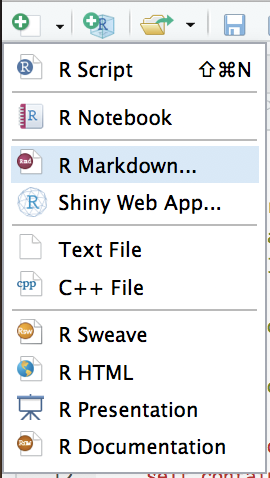 R Script ⇧⌘N
R Notebook
R Markdown...
Shiny Web App...
Text File
C++ File
R Sweave
R HTML
R Presentation
R Documentation